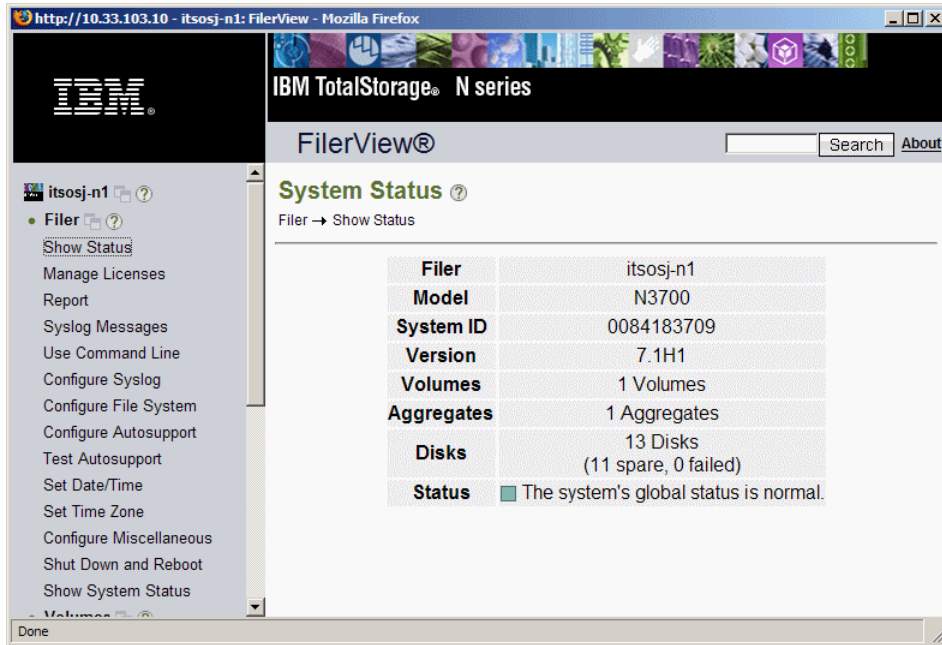 http://10.33.103.10 - itsosj-n1: FilerView - Mozilla Firefox
IBM®
IBM TotalStorage® N series
FilerView®
Search
About
itsosj-n1
Filer
Show Status
Manage Licenses
Report
Syslog Messages
Use Command Line
Configure Syslog
Configure File System
Configure Autosupport
Test Autosupport
Set Date/Time
Set Time Zone
Configure Miscellaneous
Shut Down and Reboot
Show System Status
Volumes
System Status
Filer → Show Status
Filer itsosj-n1
Model N3700
System ID 0084183709
Version 7.1H1
Volumes 1 Volumes
Aggregates 1 Aggregates
Disks 13 Disks
(11 spare, 0 failed)
Status The system's global status is normal.
Done